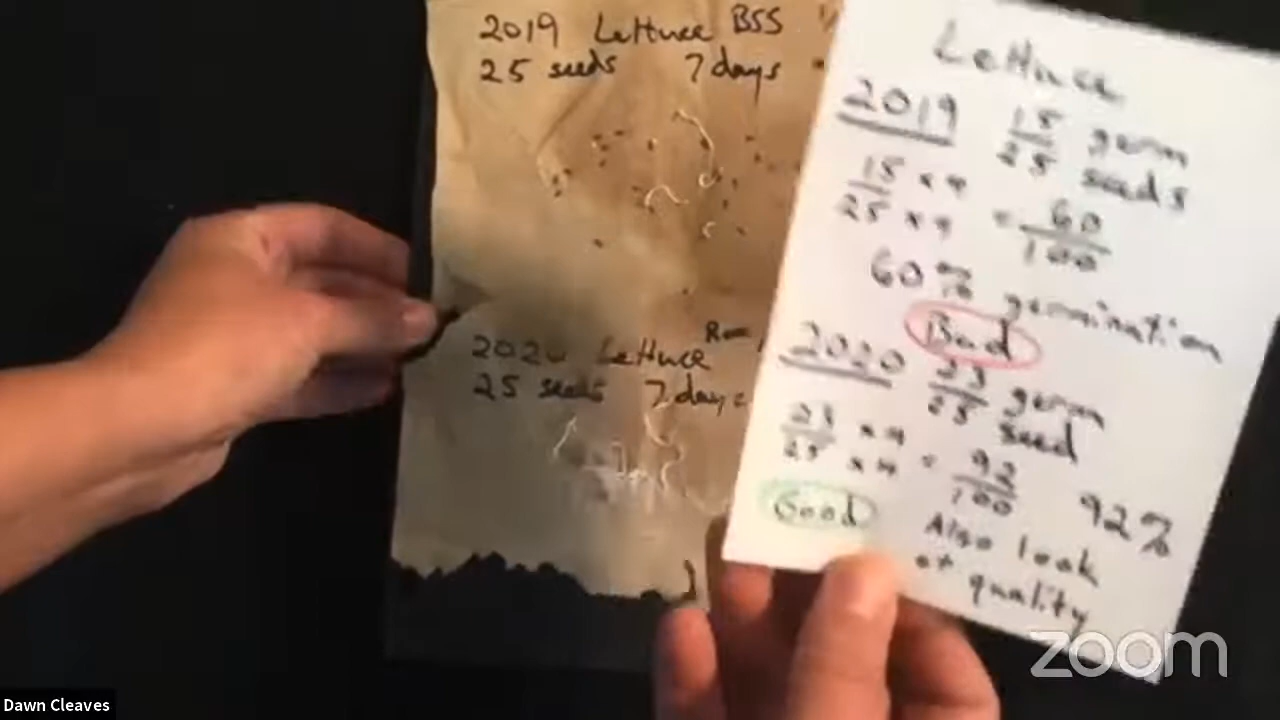 2019 Lettuce BSS
25 seeds 7 days
2020 Lettuce
25 seeds 7 days
Lettuce
2019 15 germ
25 seeds
15 x 4
25 x 4 = 60
100
60% germination
Bad
2020 23 germ
25 seed
23 x 4
25 x 4 = 92
100 92%
Good
Also look
at quality
zoom
Dawn Cleaves